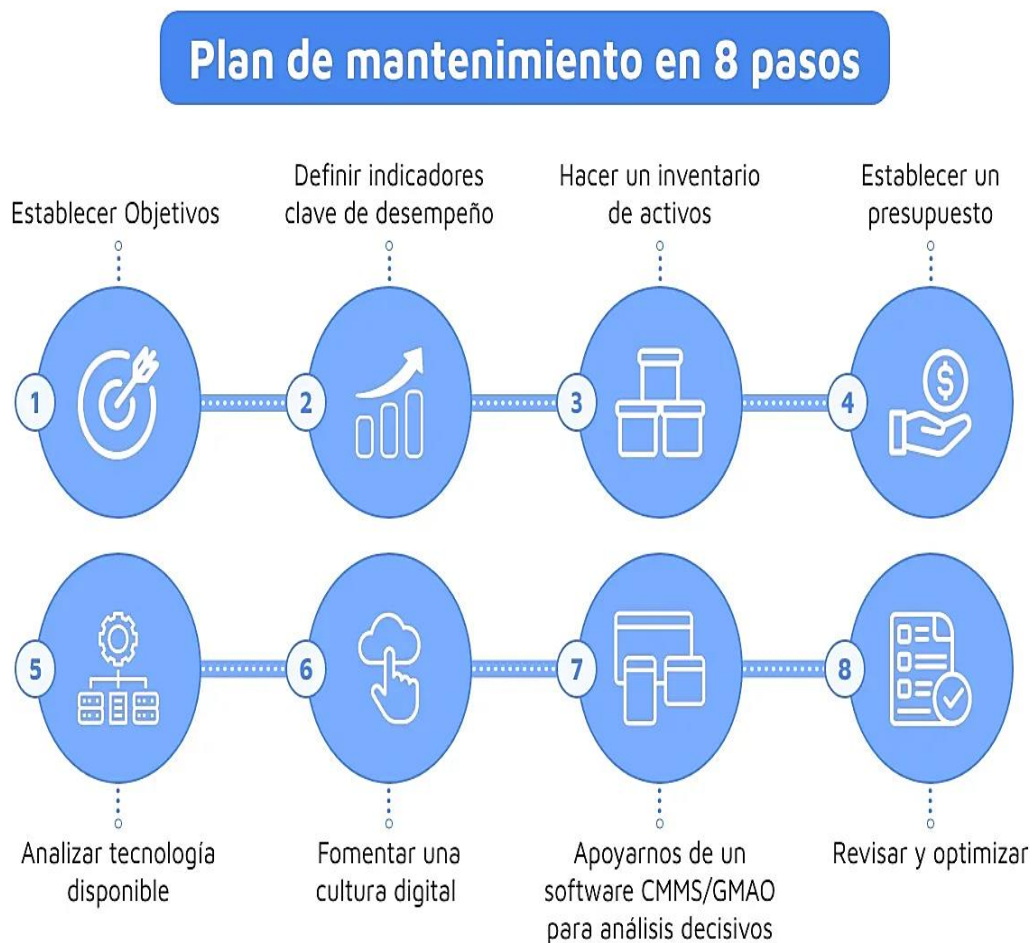 Plan de mantenimiento en 8 pasos
Establecer Objetivos
Definir indicadores
clave de desempeño
Hacer un inventario
de activos
Establecer un
presupuesto
1
2
3
4
$
5
6
7
8
Analizar tecnología
disponible
Fomentar una
cultura digital
Apoyarnos de un
software CMMS/GMAO
para análisis decisivos
Revisar y optimizar